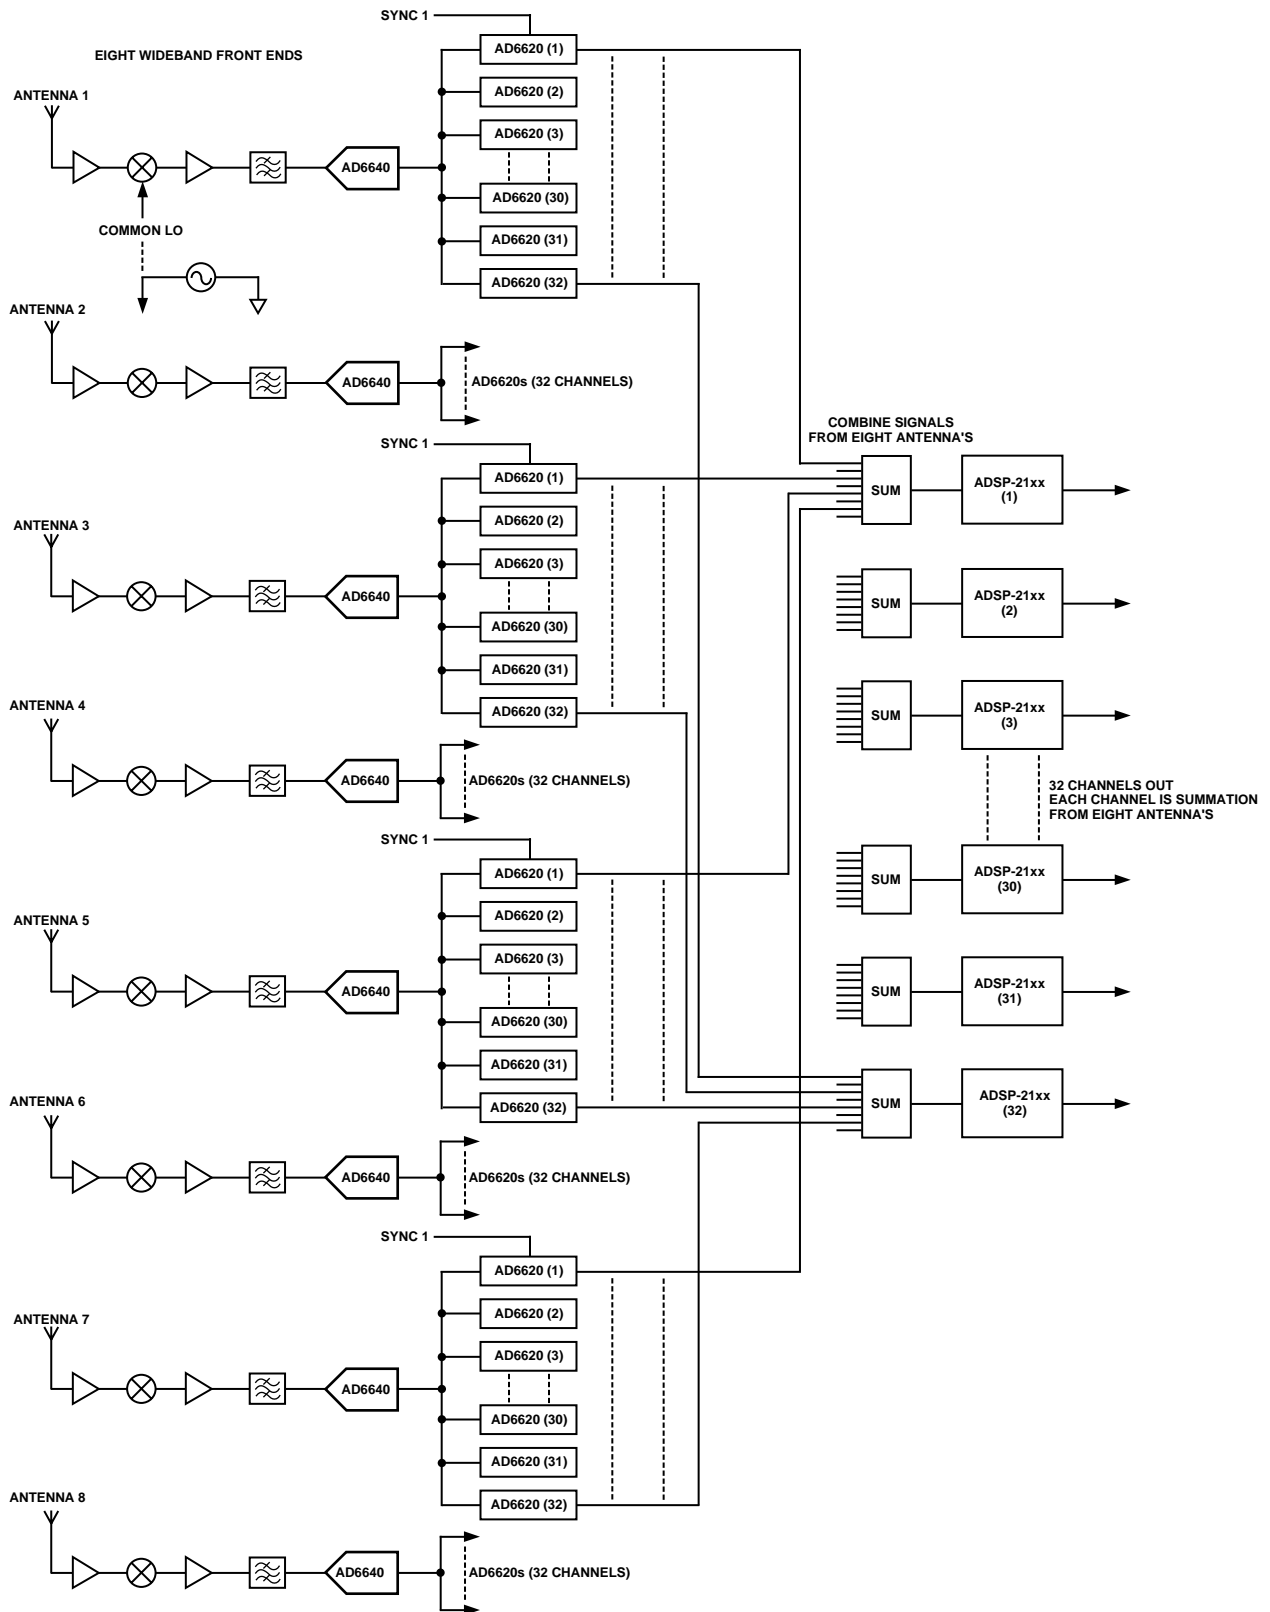 SYNC 1
EIGHT WIDEBAND FRONT ENDS
ANTENNA 1
AD6640
AD6620 (1)
AD6620 (2)
AD6620 (3)
AD6620 (30)
AD6620 (31)
AD6620 (32)
COMMON LO
ANTENNA 2
AD6640
AD6620s (32 CHANNELS)
SYNC 1
ANTENNA 3
AD6640
AD6620 (1)
AD6620 (2)
AD6620 (3)
AD6620 (30)
AD6620 (31)
AD6620 (32)
ANTENNA 4
AD6640
AD6620s (32 CHANNELS)
SYNC 1
ANTENNA 5
AD6640
AD6620 (1)
AD6620 (2)
AD6620 (3)
AD6620 (30)
AD6620 (31)
AD6620 (32)
ANTENNA 6
AD6640
AD6620s (32 CHANNELS)
SYNC 1
ANTENNA 7
AD6640
AD6620 (1)
AD6620 (2)
AD6620 (3)
AD6620 (30)
AD6620 (31)
AD6620 (32)
ANTENNA 8
AD6640
AD6620s (32 CHANNELS)
COMBINE SIGNALS
FROM EIGHT ANTENNA'S
SUM
ADSP-21xx
(1)
SUM
ADSP-21xx
(2)
SUM
ADSP-21xx
(3)
32 CHANNELS OUT
EACH CHANNEL IS SUMMATION
FROM EIGHT ANTENNA'S
SUM
ADSP-21xx
(30)
SUM
ADSP-21xx
(31)
SUM
ADSP-21xx
(32)